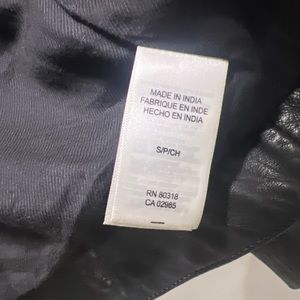 MADE IN INDIA
FABRIQUE EN INDE
HECHO EN INDIA
S/P/CH
RN 80318
CA 02985